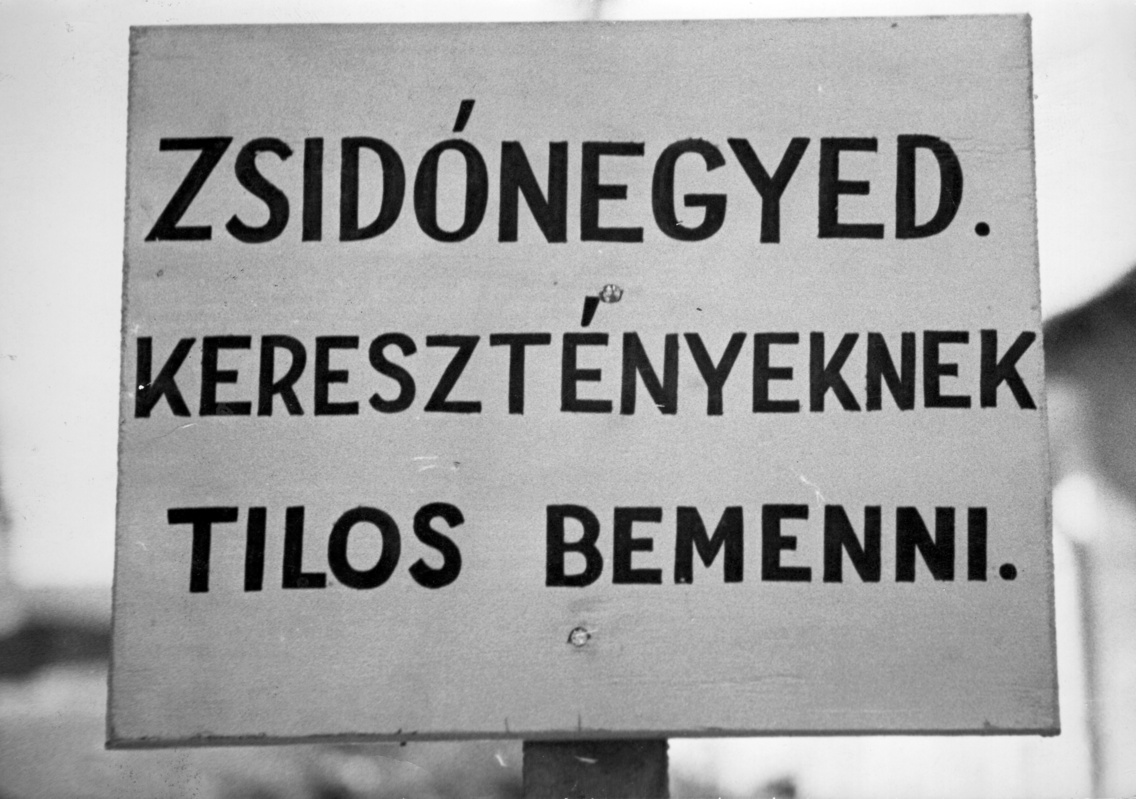 ZSIDÓNEGYED.
KERESZTÉNYEKNEK
TILOS BEMENNI.